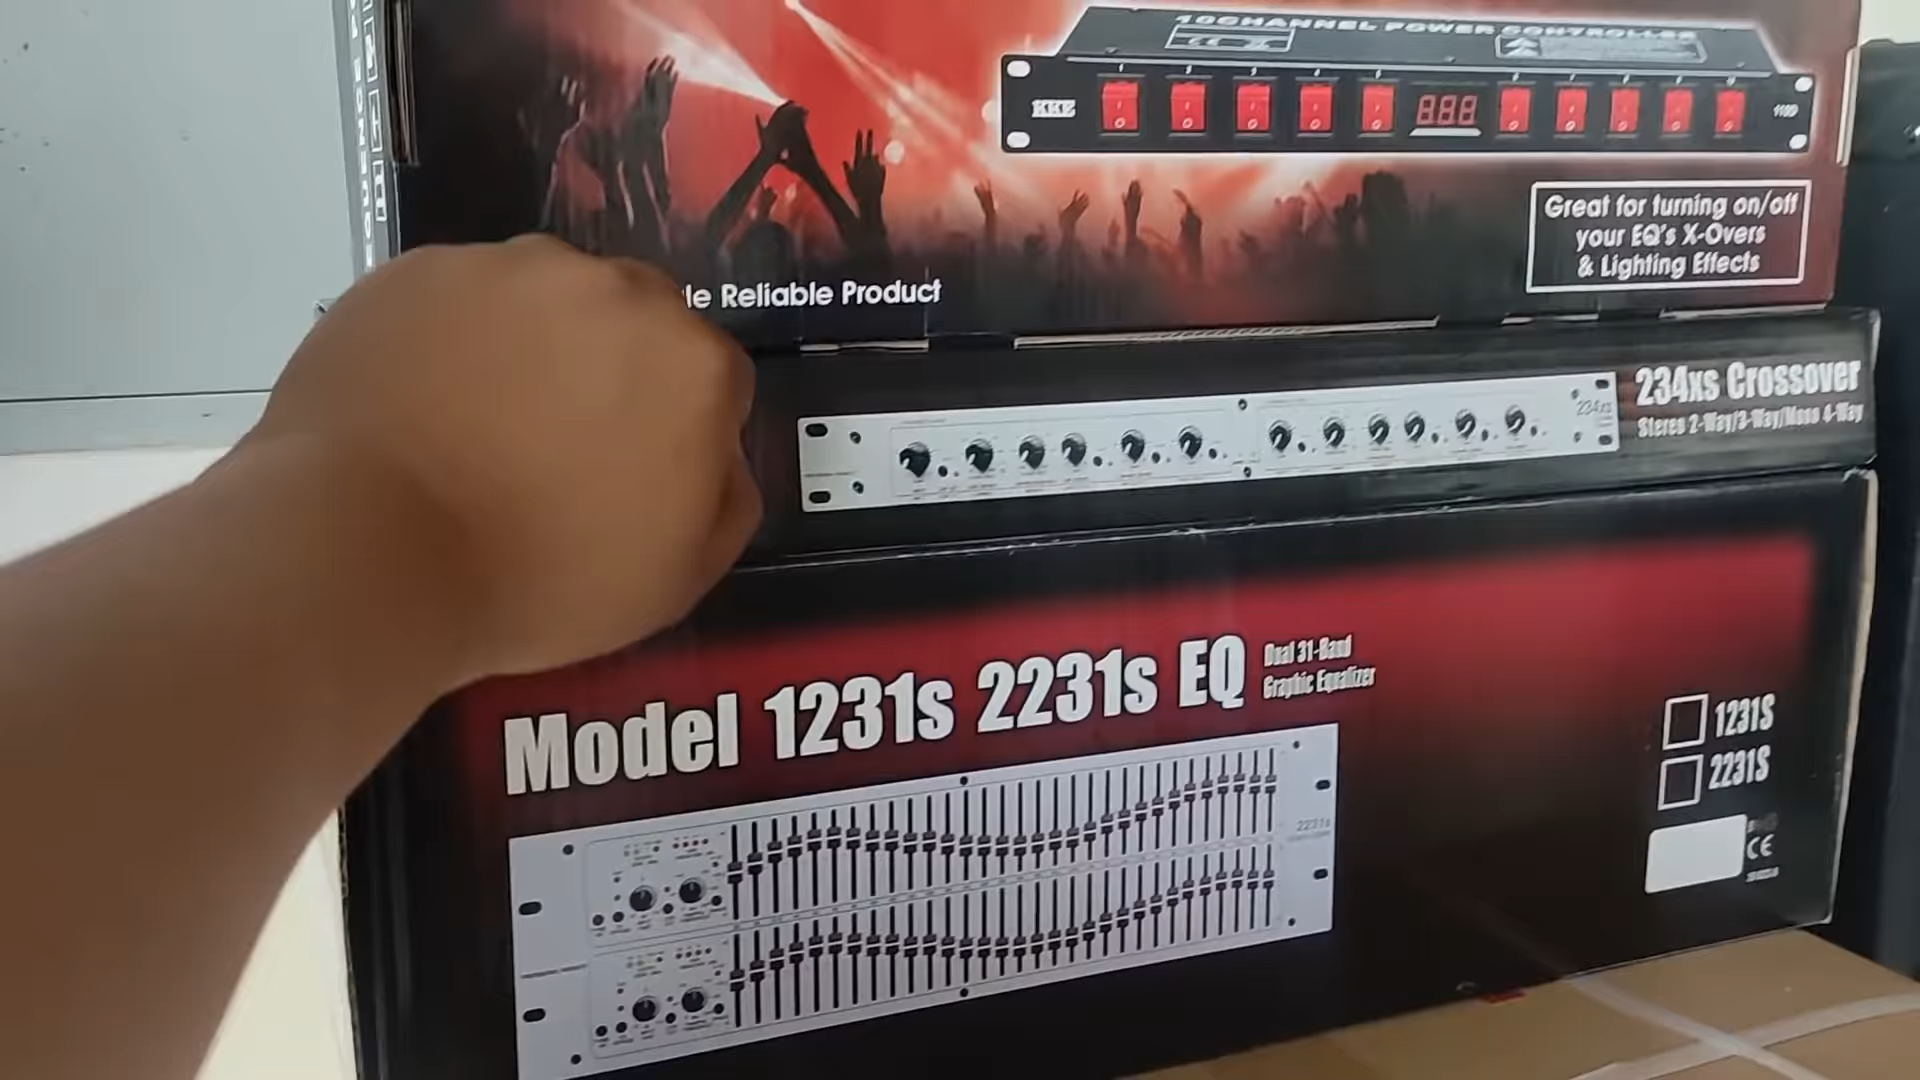 10CHANNEL POWER CONTROLLER
KKE
888
Great for turning on/off
your EQ's X-Overs
& Lighting Effects
le Reliable Product
234xs Crossover
Stereo 2-Way/3-Way/Mono 4-Way
234xs
Model 1231s 2231s EQ
Dual 31-Band
Graphic Equalizer
1231S
2231S
2231s
CE